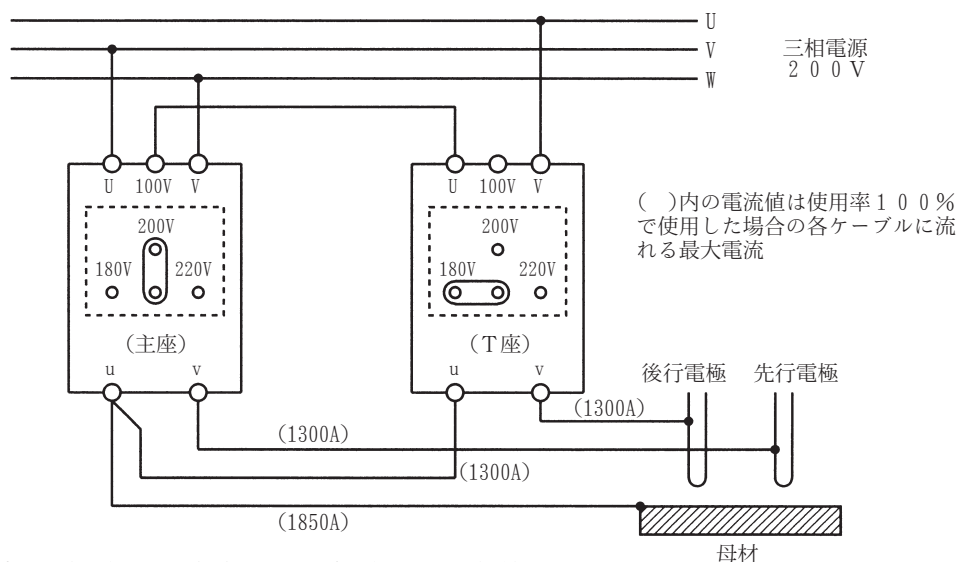 U
V
W
三相電源
200V
U 100V V
U 100V V
200V
180V 220V
(主座)
u v
200V
180V 220V
(T座)
u v
( )内の電流値は使用率100%
で使用した場合の各ケーブルに流
れる最大電流
後行電極 先行電極
(1300A)
(1300A)
(1300A)
(1850A)
母材